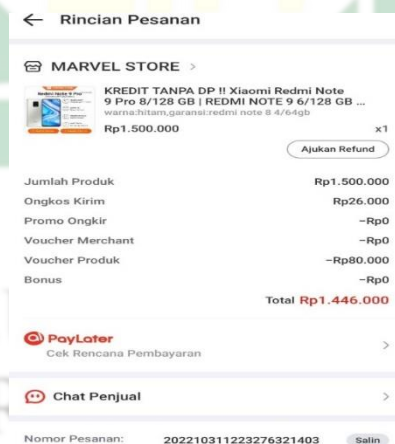 ← Rincian Pesanan
MARVEL STORE >
KREDIT TANPA DP !! Xiaomi Redmi Note
9 Pro 8/128 GB | REDMI NOTE 9 6/128 GB ...
warna:hitam,garansi:redmi note 8 4/64gb
Rp1.500.000 x1
Ajukan Refund
Jumlah Produk Rp1.500.000
Ongkos Kirim Rp26.000
Promo Ongkir -Rp0
Voucher Merchant -Rp0
Voucher Produk -Rp80.000
Bonus -Rp0
Total Rp1.446.000
PayLater
Cek Rencana Pembayaran >
Chat Penjual >
Nomor Pesanan: 202210311223276321403 Salin